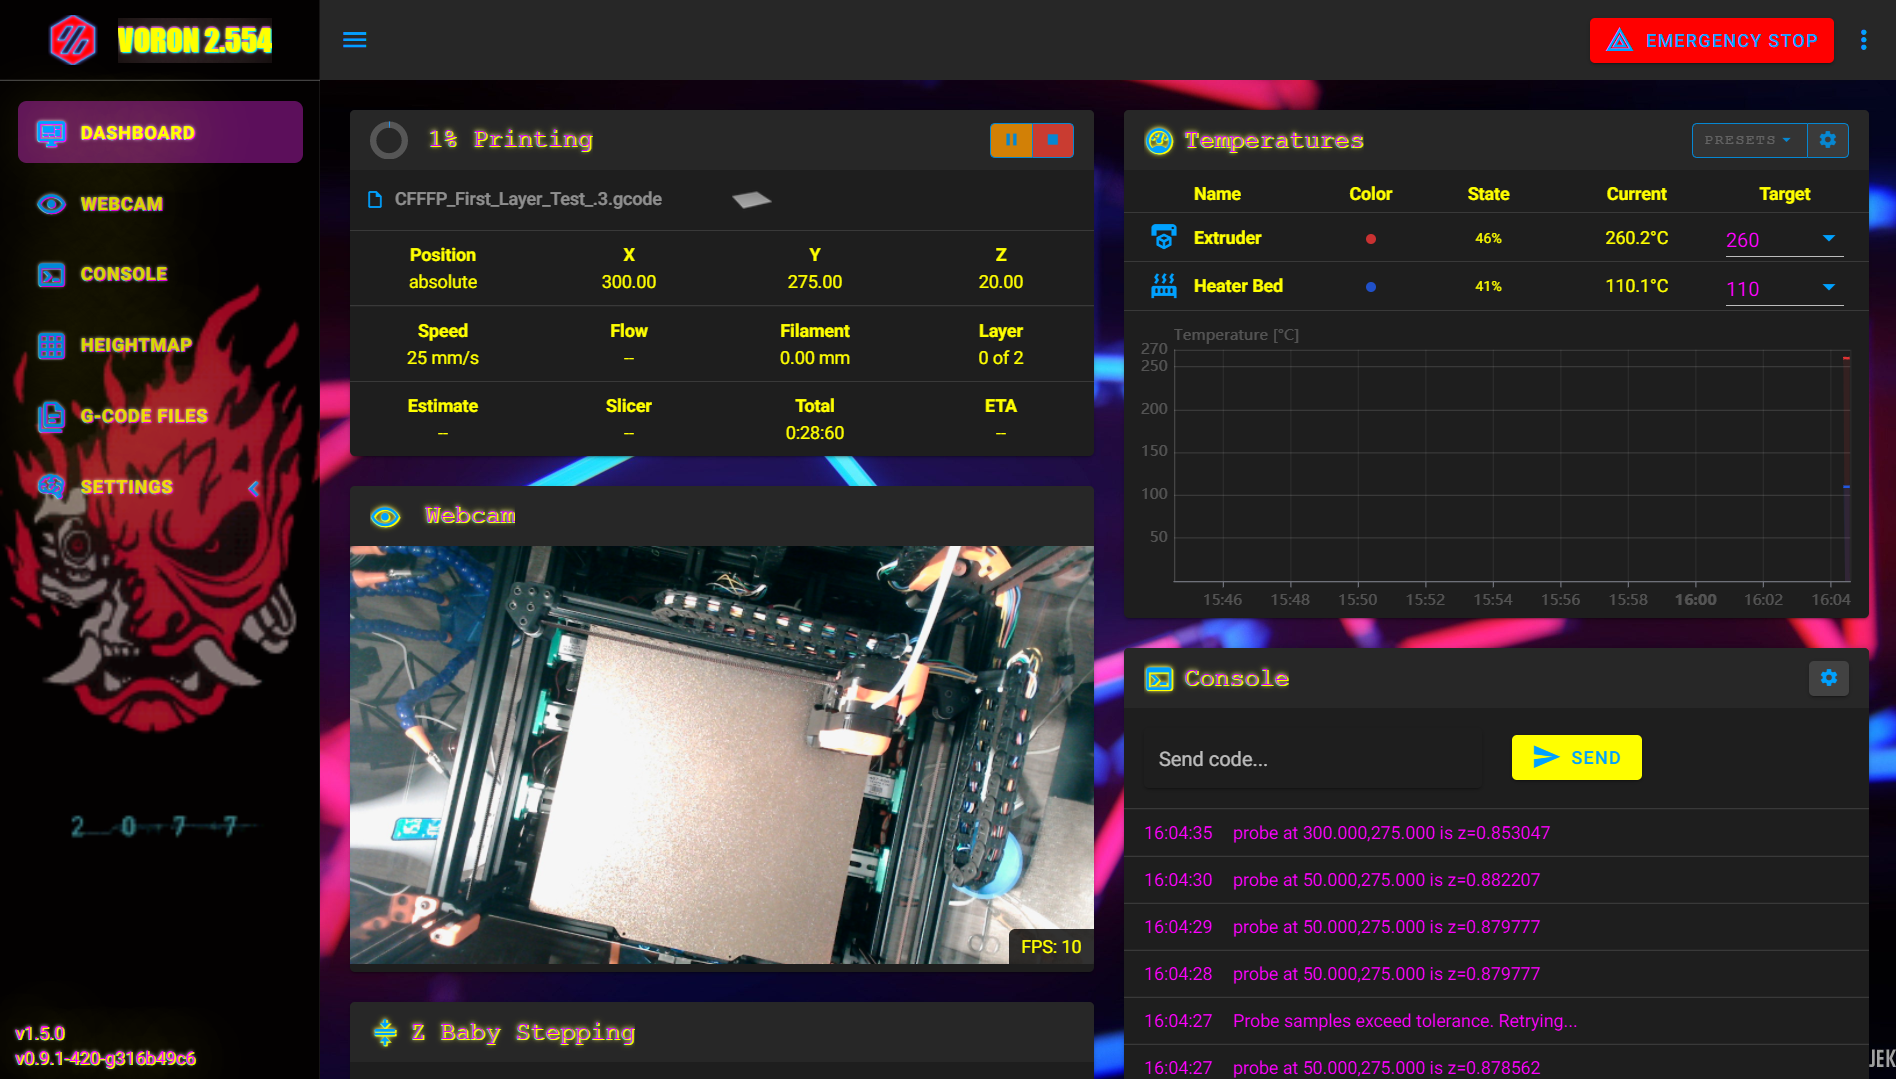 VORON 2.554
EMERGENCY STOP
DASHBOARD
WEBCAM
CONSOLE
HEIGHTMAP
G-CODE FILES
SETTINGS
2077
v1.5.0
v0.9.1-420-g316b49c6
1% Printing
CFFFP_First_Layer_Test_.3.gcode
Position X Y Z
absolute 300.00 275.00 20.00
Speed Flow Filament Layer
25 mm/s -- 0.00 mm 0 of 2
Estimate Slicer Total ETA
-- -- 0:28:60 --
Webcam
FPS: 10
Z Baby Stepping
Temperatures
PRESETS
Name Color State Current Target
Extruder 46% 260.2°C 260
Heater Bed 41% 110.1°C 110
Temperature [°C]
270
250
200
150
100
50
15:46 15:48 15:50 15:52 15:54 15:56 15:58 16:00 16:02 16:04
Console
Send code...
SEND
16:04:35 probe at 300.000,275.000 is z=0.853047
16:04:30 probe at 50.000,275.000 is z=0.882207
16:04:29 probe at 50.000,275.000 is z=0.879777
16:04:28 probe at 50.000,275.000 is z=0.879777
16:04:27 Probe samples exceed tolerance. Retrying...
16:04:27 probe at 50.000,275.000 is z=0.878562
JEK